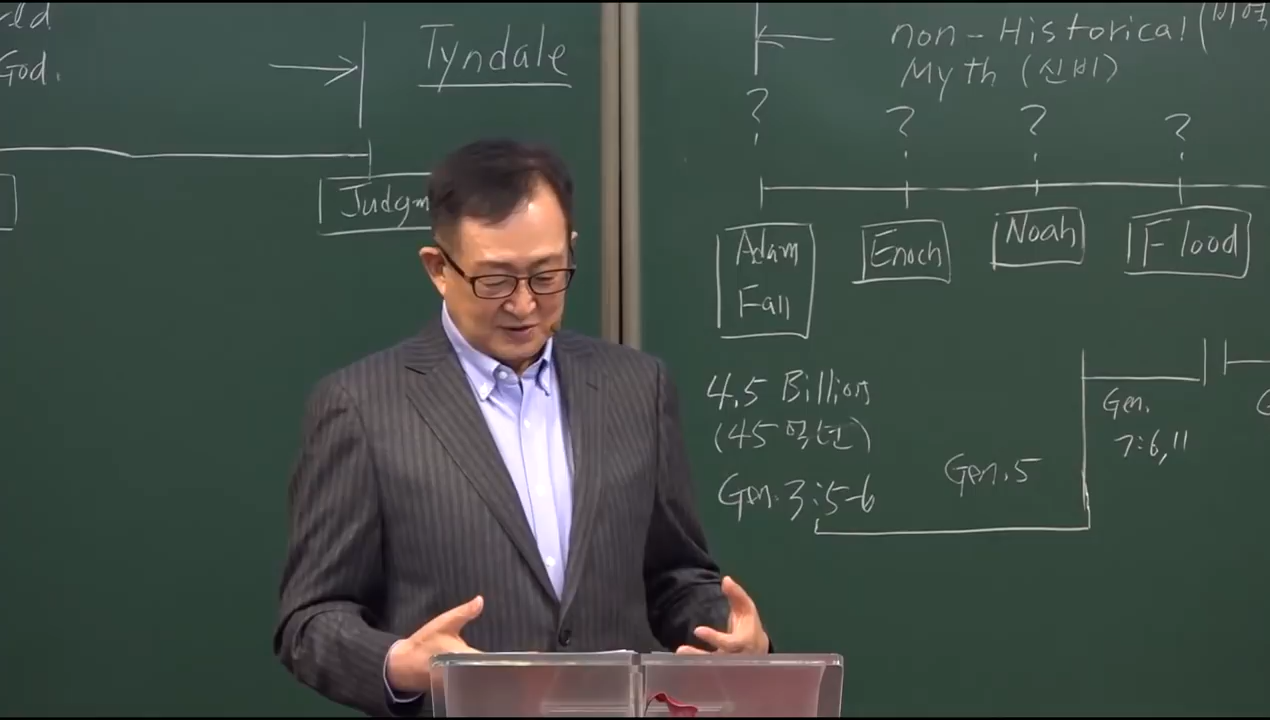 God.
Tyndale
Judgm
non-Historical
Myth (신비)
?
?
?
?
Adam
Fall
Enoch
Noah
Flood
4.5 Billion
(45억년)
Gen. 3:5-6
Gen. 5
Gen.
7:6,11